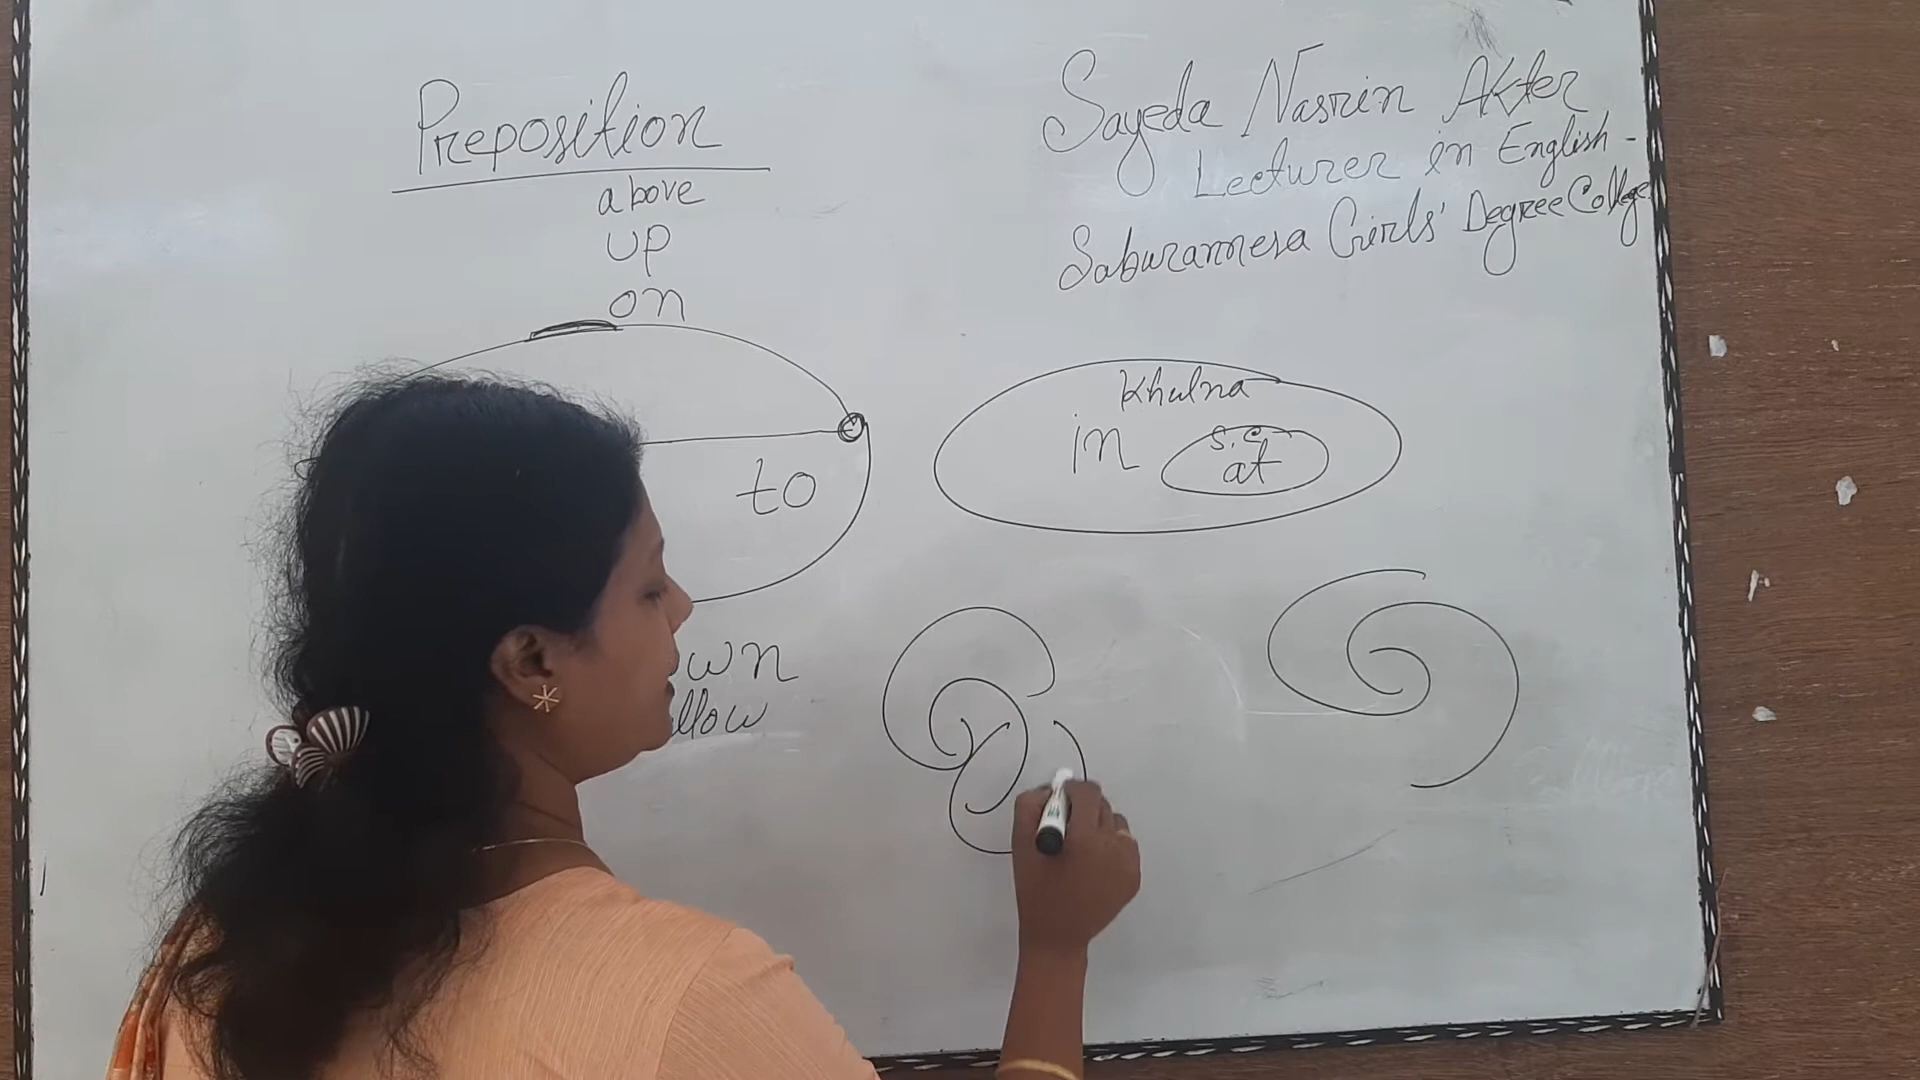 Preposition
above
up
on
to
Sayeda Nasrin Akter
Lecturer in English -
Saburannesa Girls' Degree College
Khulna
in
s.c
at